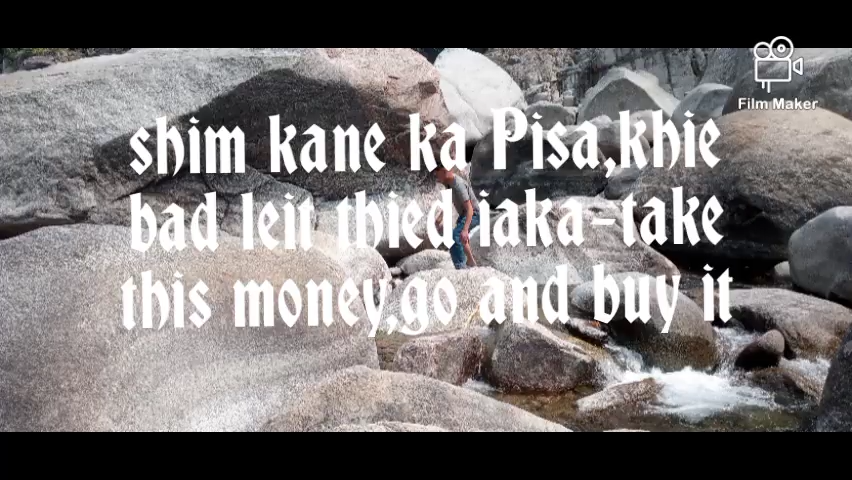 Film Maker
shim kane ka Pisa,khie
bad leit thied iaka-take
this money,go and buy it